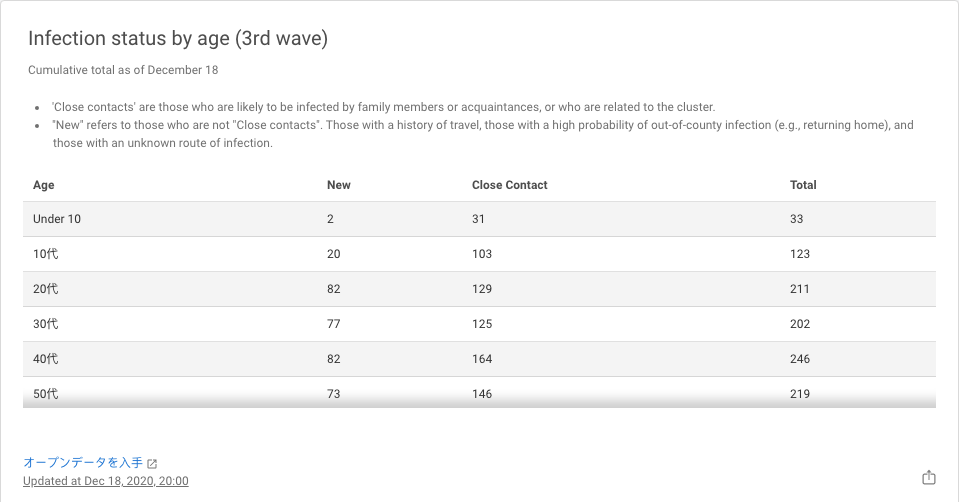 Infection status by age (3rd wave)
Cumulative total as of December 18
'Close contacts' are those who are likely to be infected by family members or acquaintances, or who are related to the cluster.
"New" refers to those who are not "Close contacts". Those with a history of travel, those with a high probability of out-of-county infection (e.g., returning home), and
those with an unknown route of infection.
Age New Close Contact Total
Under 10 2 31 33
10代 20 103 123
20代 82 129 211
30代 77 125 202
40代 82 164 246
50代 73 146 219
オープンデータを入手
Updated at Dec 18, 2020, 20:00